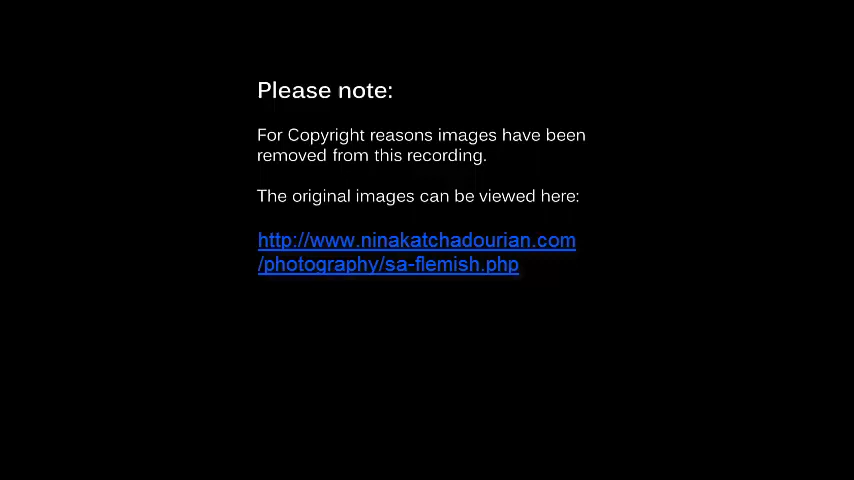 Please note:
For Copyright reasons images have been
removed from this recording.
The original images can be viewed here:
http://www.ninakatchadourian.com
/photography/sa-flemish.php